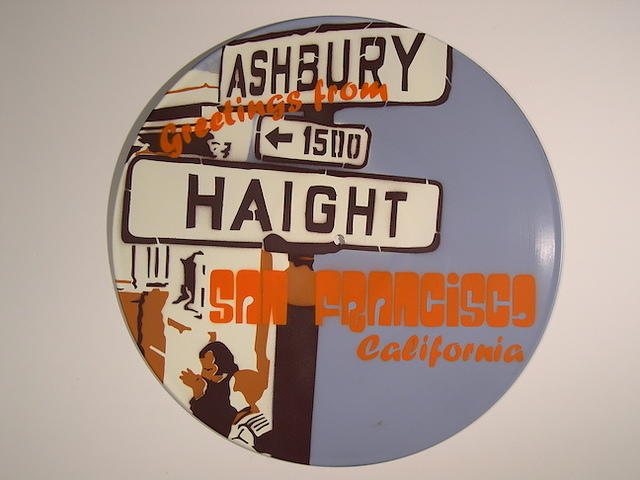 ASHBURY
Greetings from
← 1500
HAIGHT
SAN FRANCISCO
California